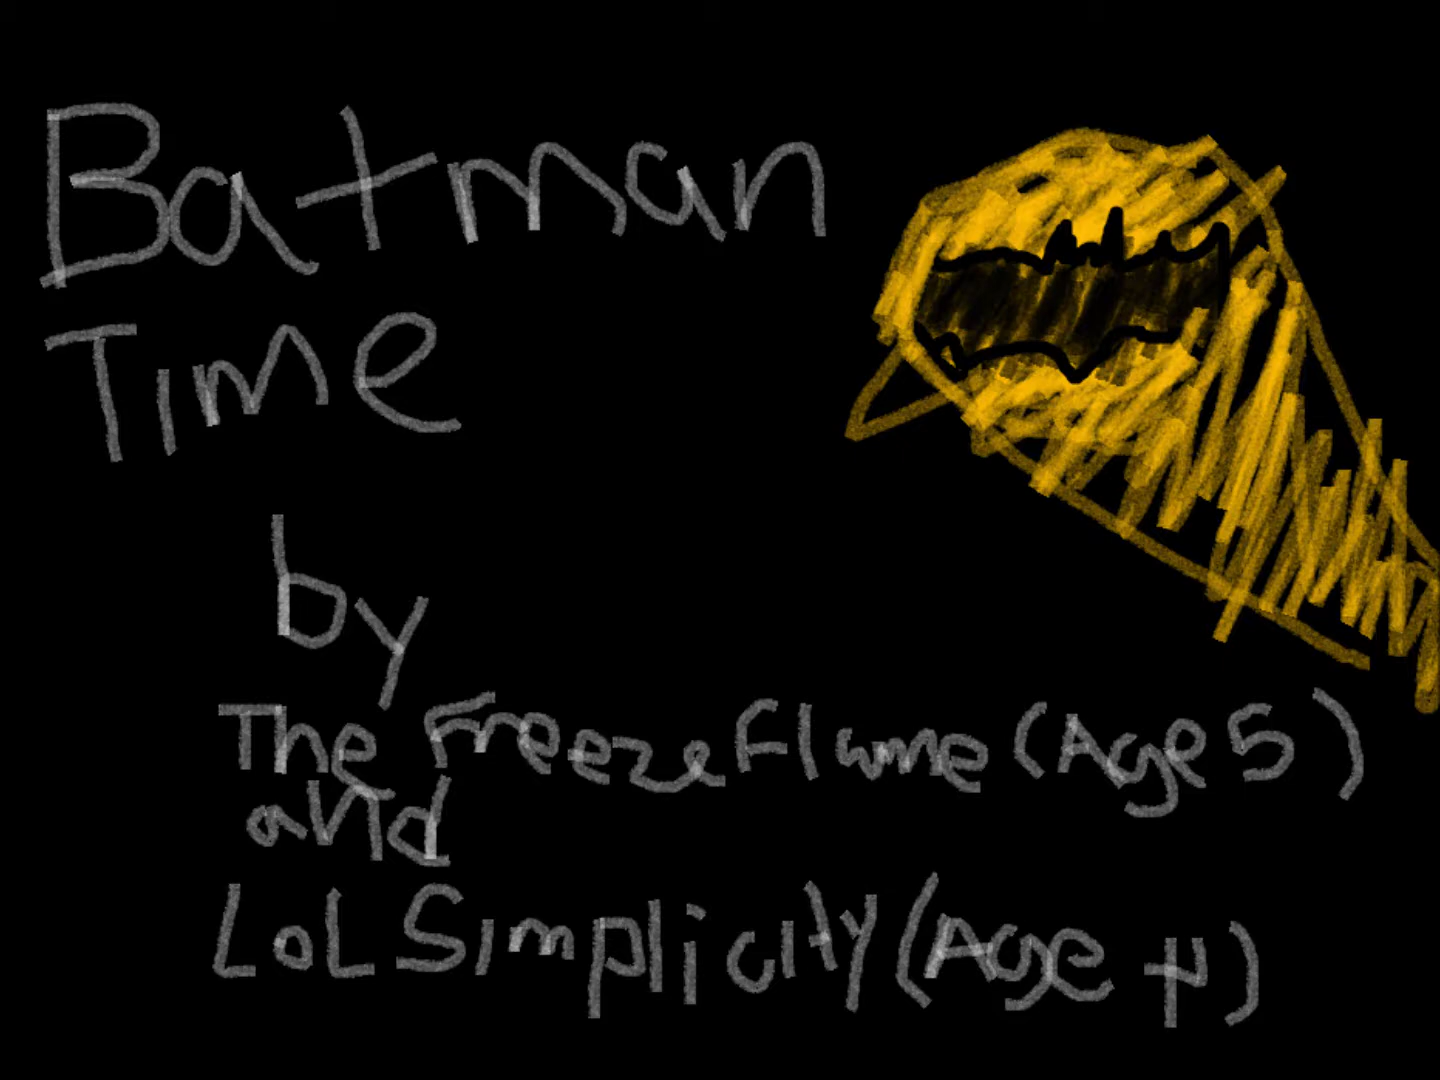 Batman
Time
by
The FreezeFlame (Age 5)
and
LoLSimplicity (Age 4)